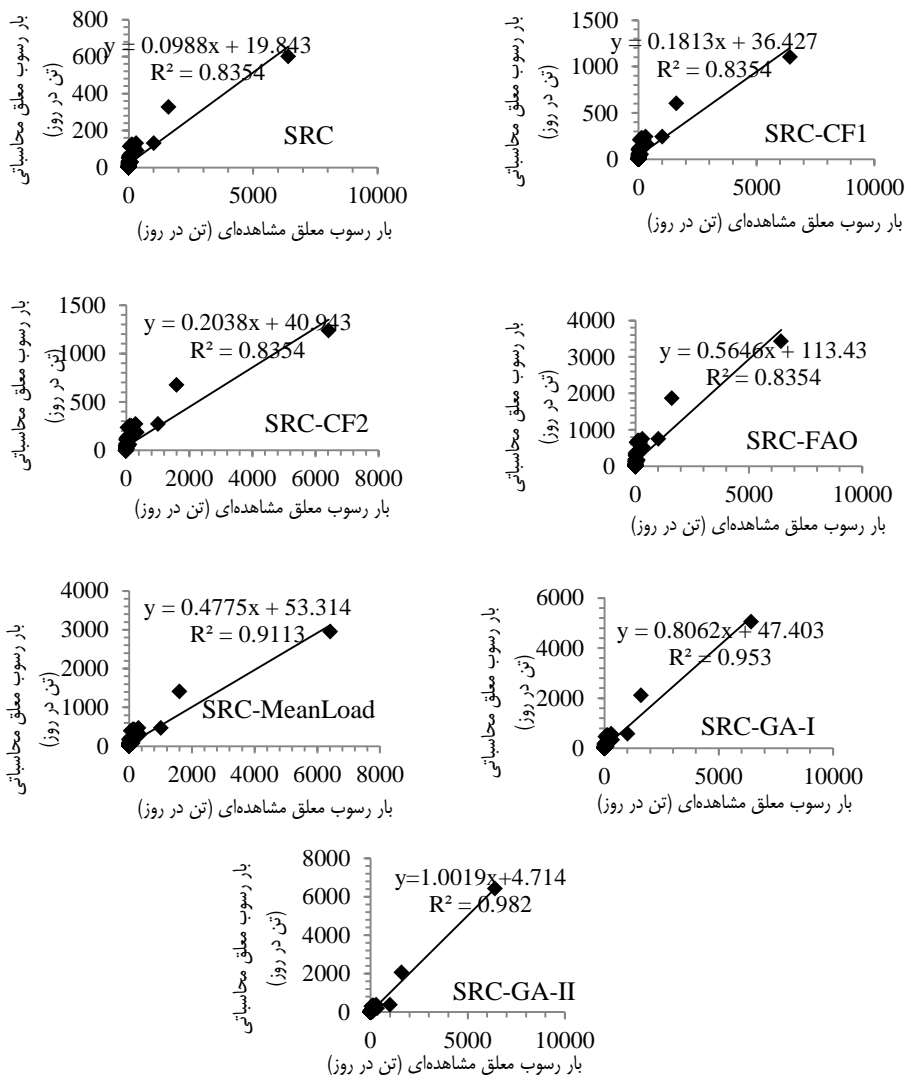 بار رسوب معلق محاسباتی
(تن در روز)
800
600
400
200
0
y = 0.0988x + 19.843
R² = 0.8354
SRC
0
5000
10000
بار رسوب معلق مشاهده‌ای (تن در روز)
بار رسوب معلق محاسباتی
(تن در روز)
1500
1000
500
0
y = 0.1813x + 36.427
R² = 0.8354
SRC-CF1
0
5000
10000
بار رسوب معلق مشاهده‌ای (تن در روز)
بار رسوب معلق محاسباتی
(تن در روز)
1500
1000
500
0
y = 0.2038x + 40.943
R² = 0.8354
SRC-CF2
0
2000
4000
6000
8000
بار رسوب معلق مشاهده‌ای (تن در روز)
بار رسوب معلق محاسباتی
(تن در روز)
4000
3000
2000
1000
0
y = 0.5646x + 113.43
R² = 0.8354
SRC-FAO
0
5000
10000
بار رسوب معلق مشاهده‌ای (تن در روز)
بار رسوب معلق محاسباتی
(تن در روز)
4000
3000
2000
1000
0
y = 0.4775x + 53.314
R² = 0.9113
SRC-MeanLoad
0
2000
4000
6000
8000
بار رسوب معلق مشاهده‌ای (تن در روز)
بار رسوب معلق محاسباتی
(تن در روز)
6000
4000
2000
0
y = 0.8062x + 47.403
R² = 0.953
SRC-GA-I
0
5000
10000
بار رسوب معلق مشاهده‌ای (تن در روز)
بار رسوب معلق محاسباتی
(تن در روز)
8000
6000
4000
2000
0
y=1.0019x+4.714
R² = 0.982
SRC-GA-II
0
5000
10000
بار رسوب معلق مشاهده‌ای (تن در روز)